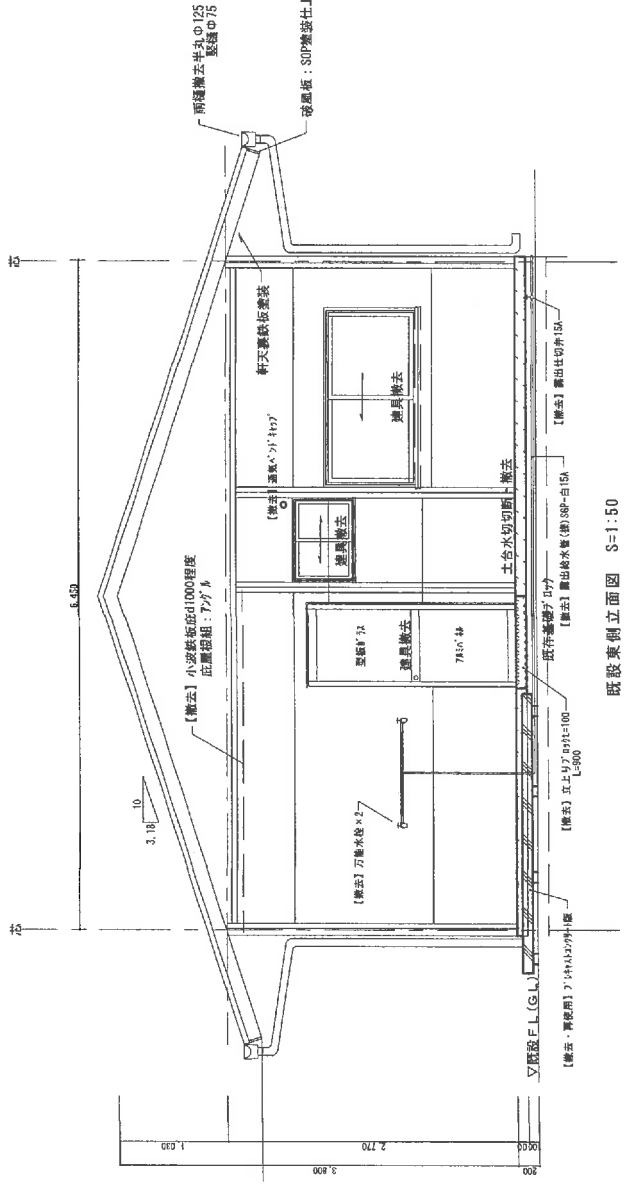 雨樋撤去半丸Φ125
竪樋Φ75
破風板：SOP塗装仕上
軒天裏鉄板塗装
6,450
10
3.18
【撤去】小波鉄板庇d1000程度
庇屋根組：アングル
【撤去】通気ベンドキャップ
建具撤去
建具撤去
型板ガラス
建具撤去
アルミパネル
【撤去】万能水栓×2
土台水切切断・撤去
既存基礎ブロック
【撤去】露出仕切弁15A
【撤去】露出給水管(横)SGP-白15A
【撤去】立上りブロックt=100
L=900
【撤去・再使用】プレキャストコンクリート版
▽既設FL(GL)
1,030
2,770
3,800
200
既設東側立面図 S=1:50